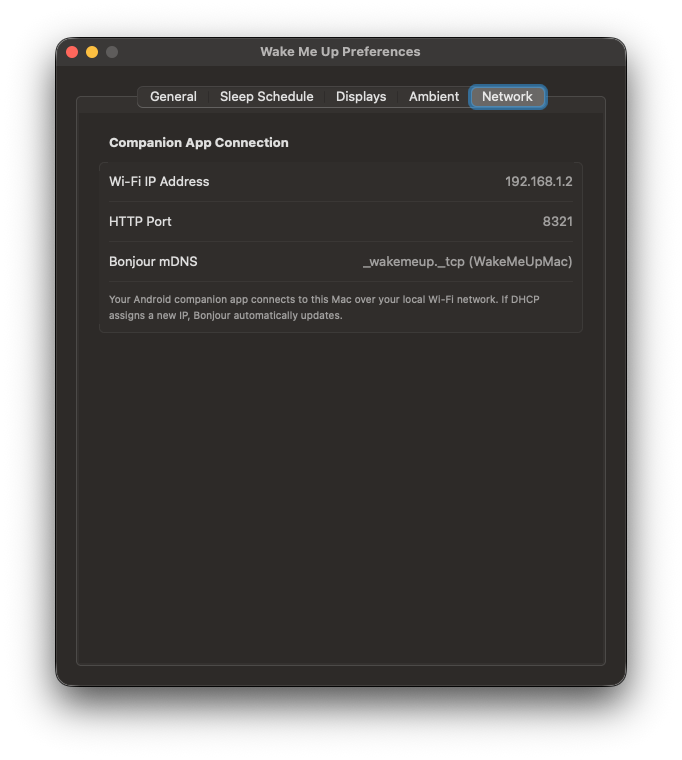 Wake Me Up Preferences
General Sleep Schedule Displays Ambient Network
Companion App Connection
Wi-Fi IP Address 192.168.1.2
HTTP Port 8321
Bonjour mDNS _wakemeup._tcp (WakeMeUpMac)
Your Android companion app connects to this Mac over your local Wi-Fi network. If DHCP
assigns a new IP, Bonjour automatically updates.